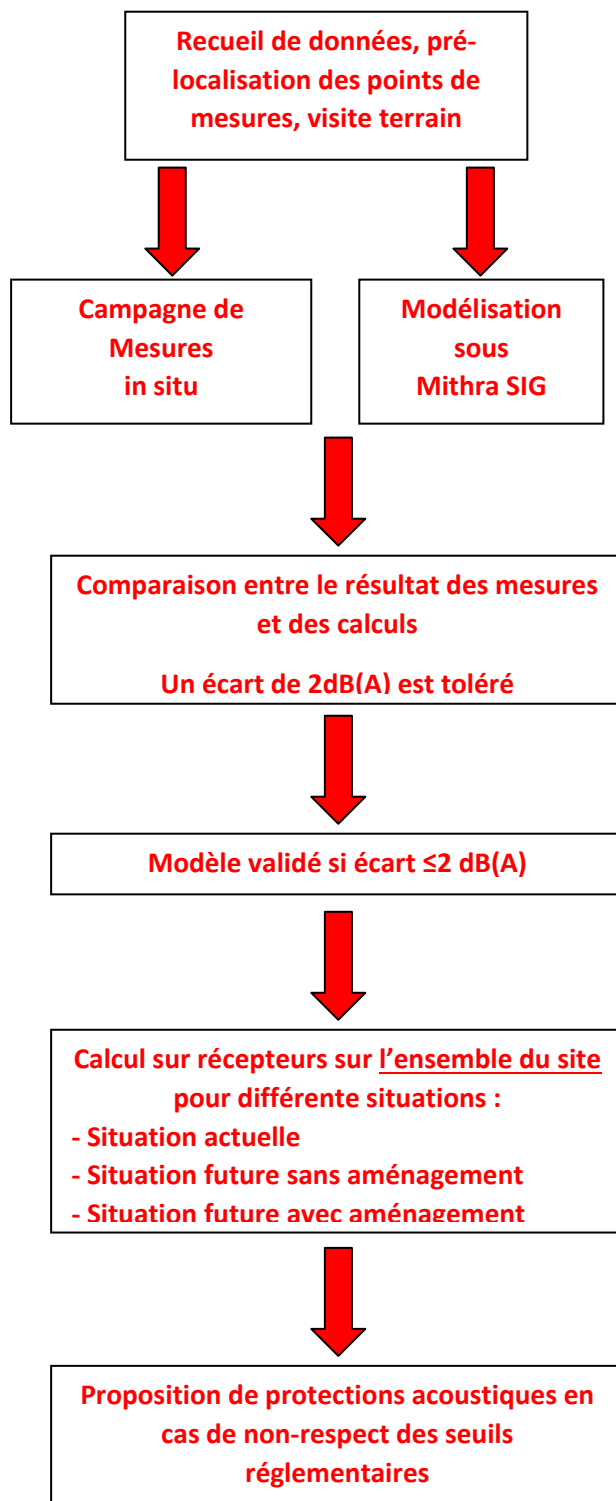 Recueil de données, pré-
localisation des points de
mesures, visite terrain
Campagne de
Mesures
in situ
Modélisation
sous
Mithra SIG
Comparaison entre le résultat des mesures
et des calculs
Un écart de 2dB(A) est toléré
Modèle validé si écart ≤2 dB(A)
Calcul sur récepteurs sur l’ensemble du site
pour différente situations :
- Situation actuelle
- Situation future sans aménagement
- Situation future avec aménagement
Proposition de protections acoustiques en
cas de non-respect des seuils
réglementaires